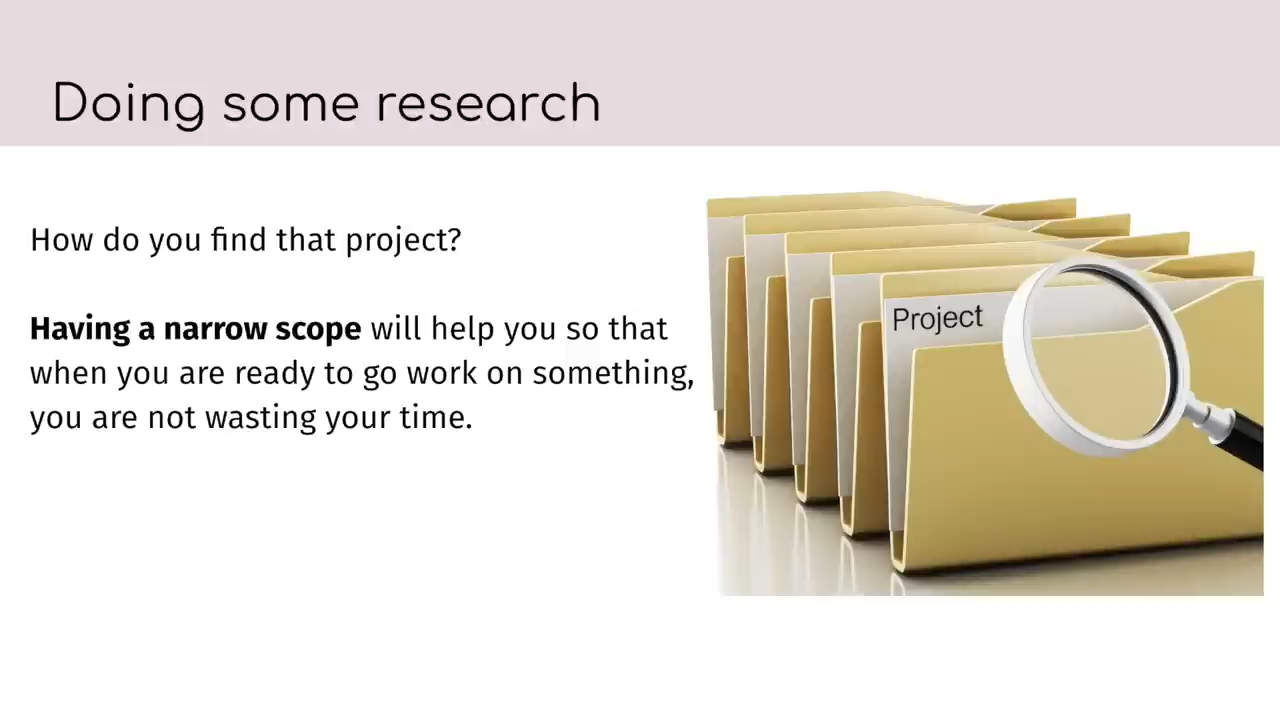 Doing some research
How do you find that project?
Having a narrow scope will help you so that
when you are ready to go work on something,
you are not wasting your time.
Project